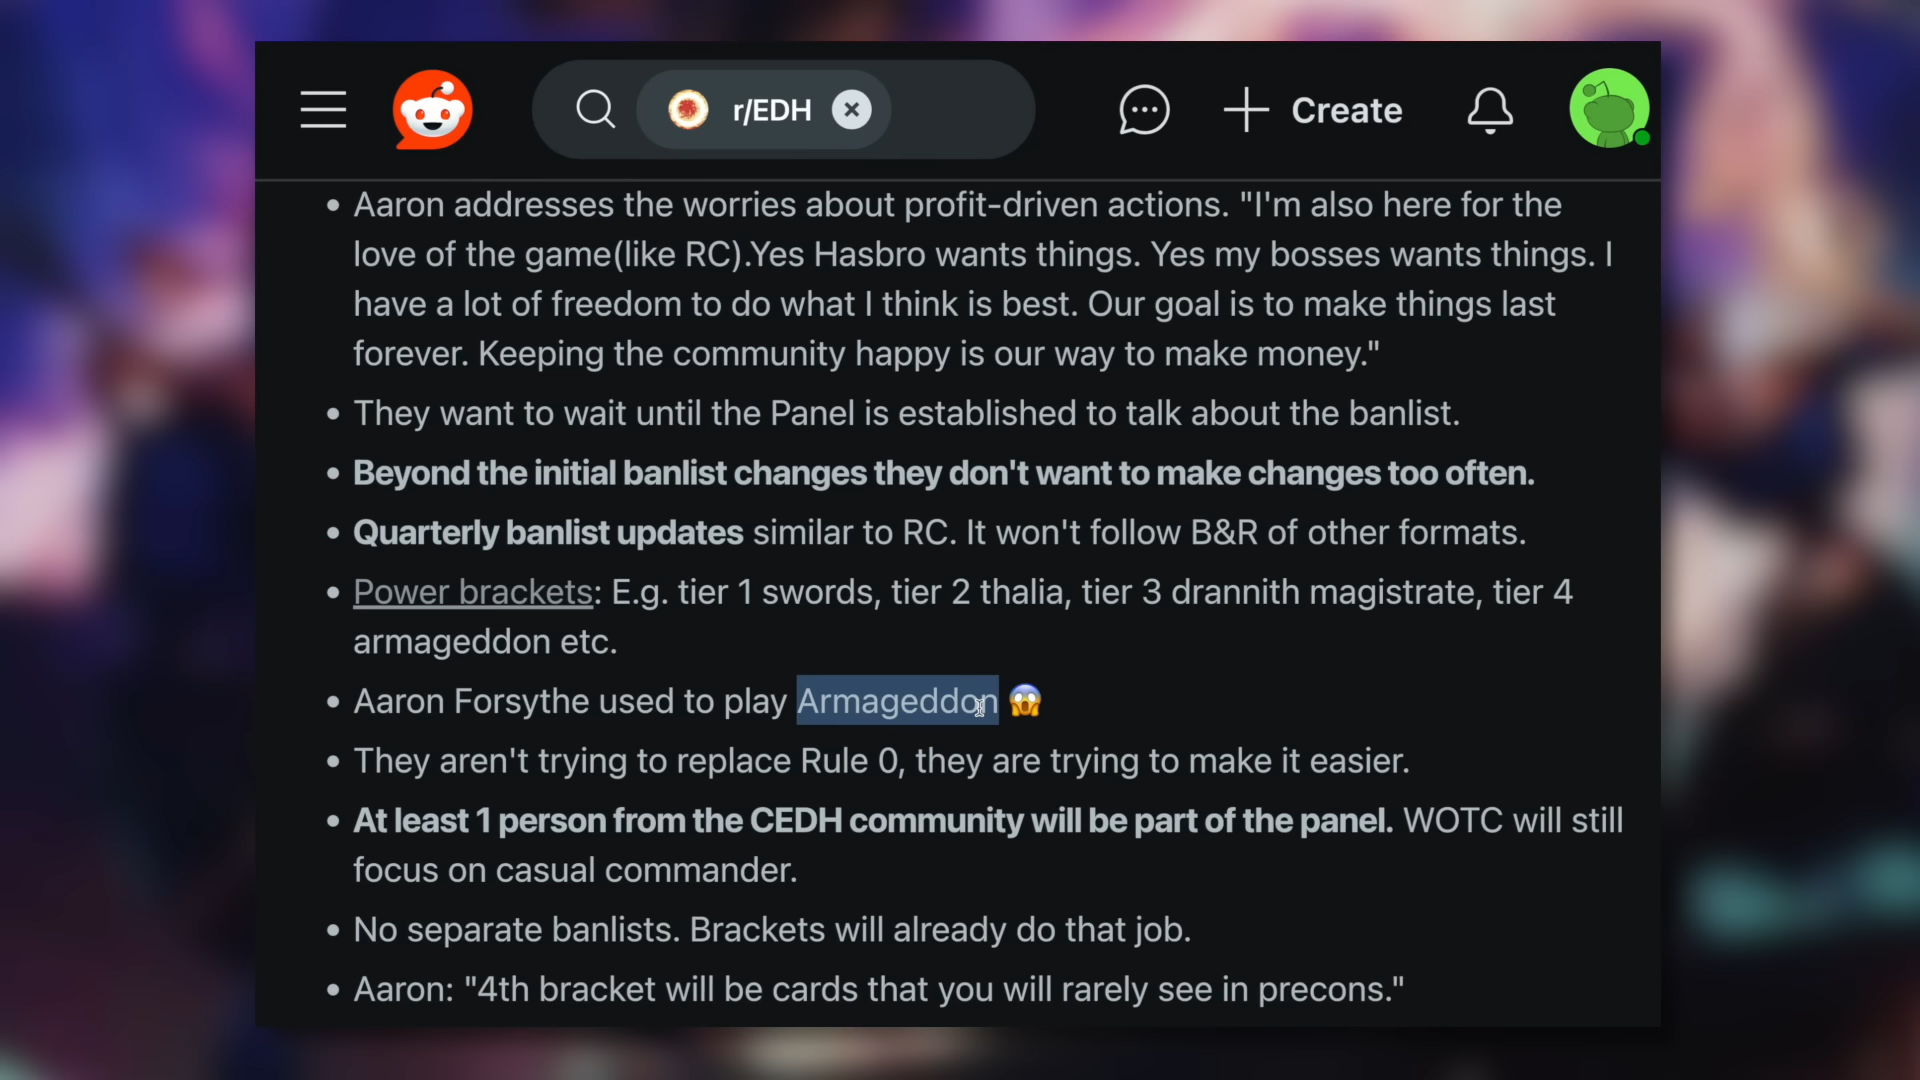 r/EDH
Create
• Aaron addresses the worries about profit-driven actions. "I'm also here for the
love of the game(like RC).Yes Hasbro wants things. Yes my bosses wants things. I
have a lot of freedom to do what I think is best. Our goal is to make things last
forever. Keeping the community happy is our way to make money."
• They want to wait until the Panel is established to talk about the banlist.
• Beyond the initial banlist changes they don't want to make changes too often.
• Quarterly banlist updates similar to RC. It won't follow B&R of other formats.
• Power brackets: E.g. tier 1 swords, tier 2 thalia, tier 3 drannith magistrate, tier 4
armageddon etc.
• Aaron Forsythe used to play Armageddon 😱
• They aren't trying to replace Rule 0, they are trying to make it easier.
• At least 1 person from the CEDH community will be part of the panel. WOTC will still
focus on casual commander.
• No separate banlists. Brackets will already do that job.
• Aaron: "4th bracket will be cards that you will rarely see in precons."